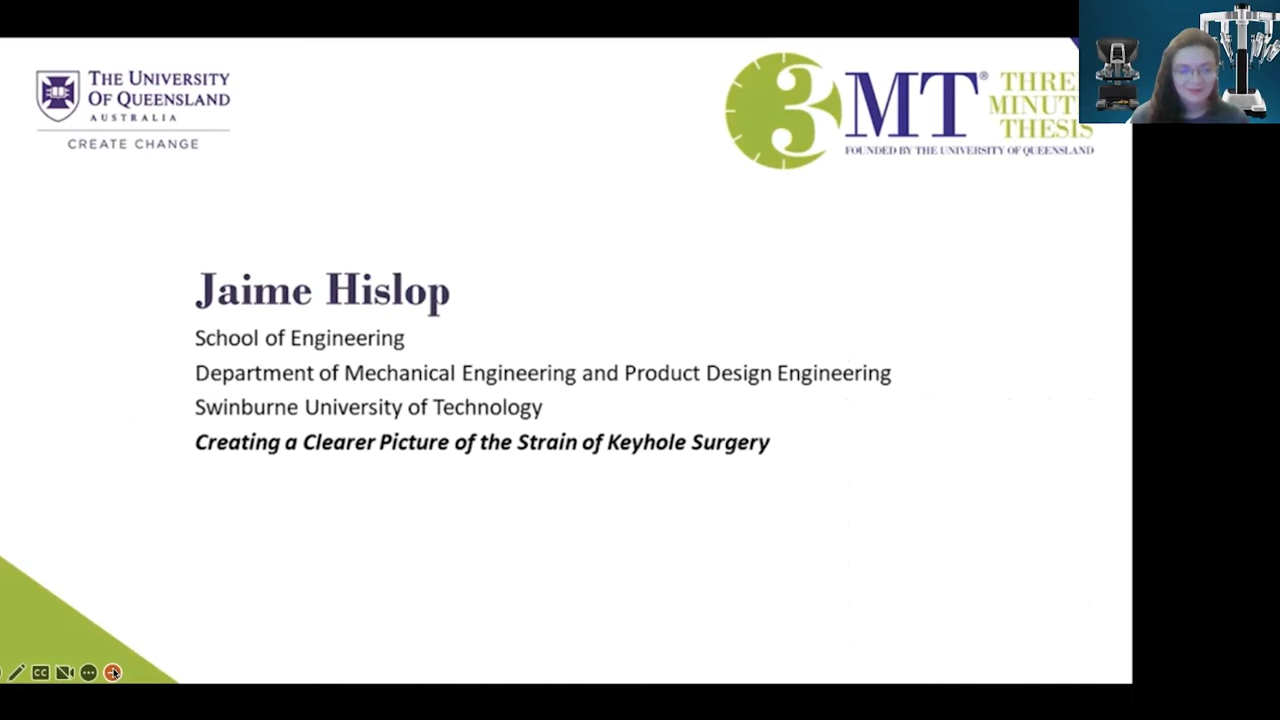 THE UNIVERSITY
OF QUEENSLAND
AUSTRALIA
CREATE CHANGE
3MT® THREE
MINUTE
THESIS
FOUNDED BY THE UNIVERSITY OF QUEENSLAND
Jaime Hislop
School of Engineering
Department of Mechanical Engineering and Product Design Engineering
Swinburne University of Technology
Creating a Clearer Picture of the Strain of Keyhole Surgery
CC